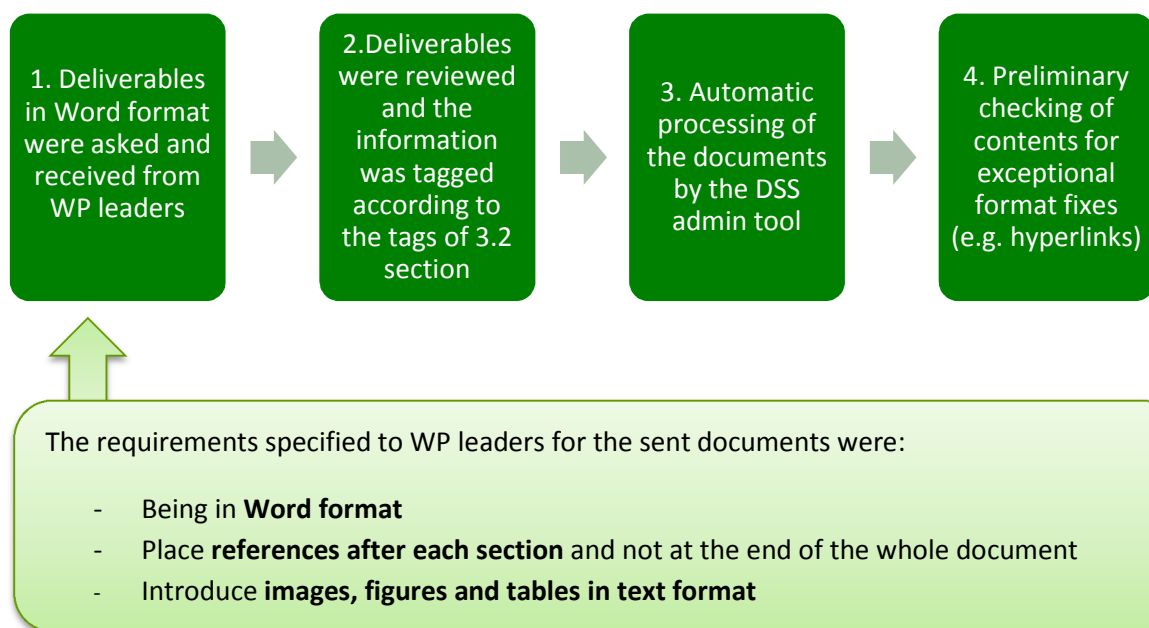 1. Deliverables
in Word format
were asked and
received from
WP leaders
2.Deliverables
were reviewed
and the
information
was tagged
according to
the tags of 3.2
section
3. Automatic
processing of
the documents
by the DSS
admin tool
4. Preliminary
checking of
contents for
exceptional
format fixes
(e.g. hyperlinks)
The requirements specified to WP leaders for the sent documents were:
- Being in Word format
- Place references after each section and not at the end of the whole document
- Introduce images, figures and tables in text format